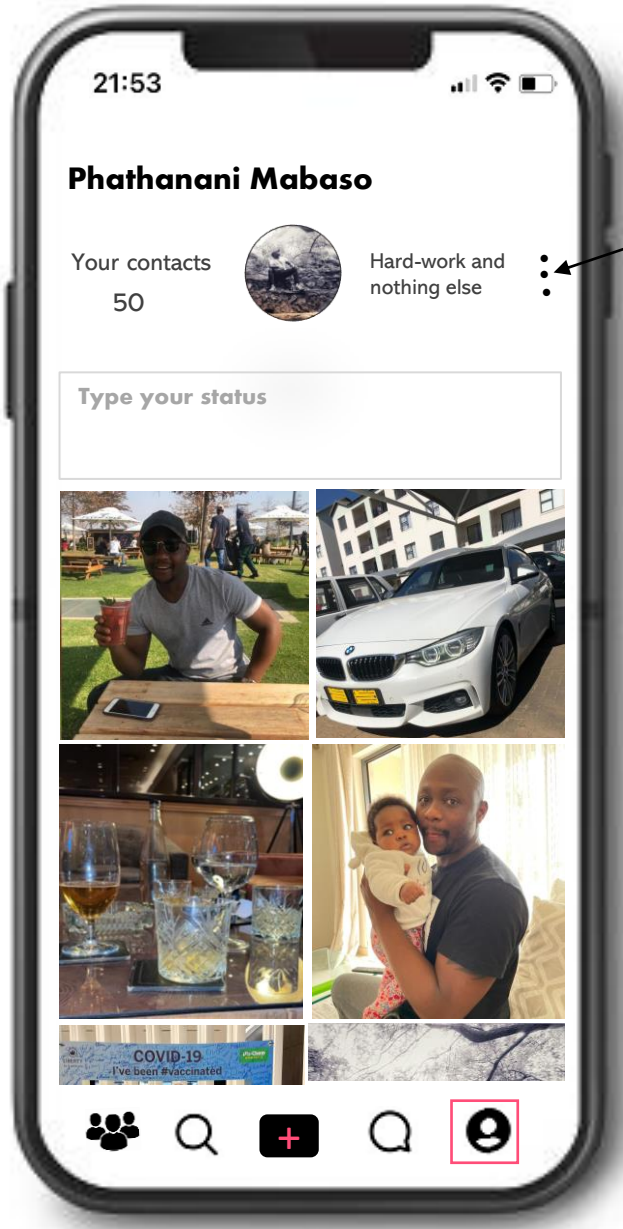 21:53
Phathanani Mabaso
Your contacts
50
Hard-work and
nothing else
Type your status
COVID-19
I've been #vaccinated